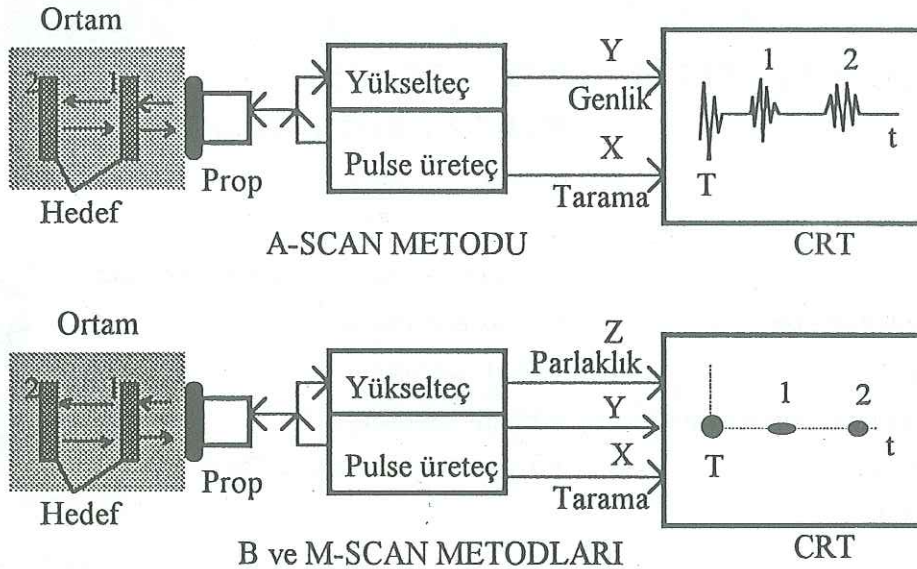 Ortam
2 1
Hedef
Prop
Yükselteç
Pulse üreteç
Y
Genlik
X
Tarama
1 2
t
T
CRT
A-SCAN METODU
Ortam
2 1
Hedef
Prop
Yükselteç
Pulse üreteç
Z
Parlaklık
Y
X
Tarama
1 2
t
T
CRT
B ve M-SCAN METODLARI